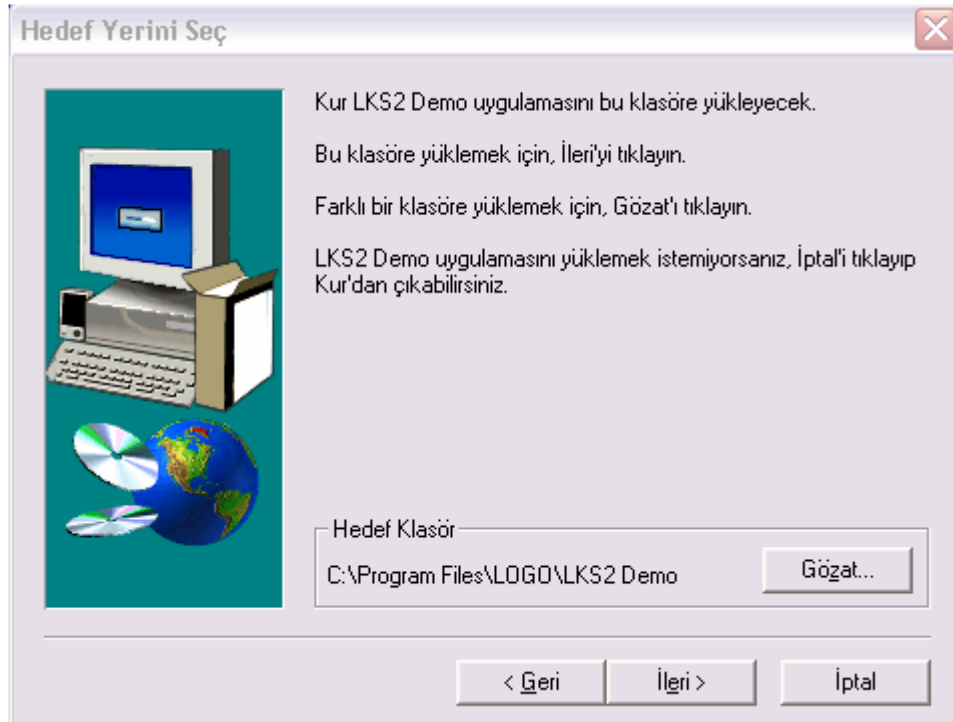 Hedef Yerini Seç
Kur LKS2 Demo uygulamasını bu klasöre yükleyecek.
Bu klasöre yüklemek için, İleri'yi tıklayın.
Farklı bir klasöre yüklemek için, Gözat'ı tıklayın.
LKS2 Demo uygulamasını yüklemek istemiyorsanız, İptal'i tıklayıp
Kur'dan çıkabilirsiniz.
Hedef Klasör
C:\Program Files\LOGO\LKS2 Demo
Gözat...
< Geri
İleri >
İptal